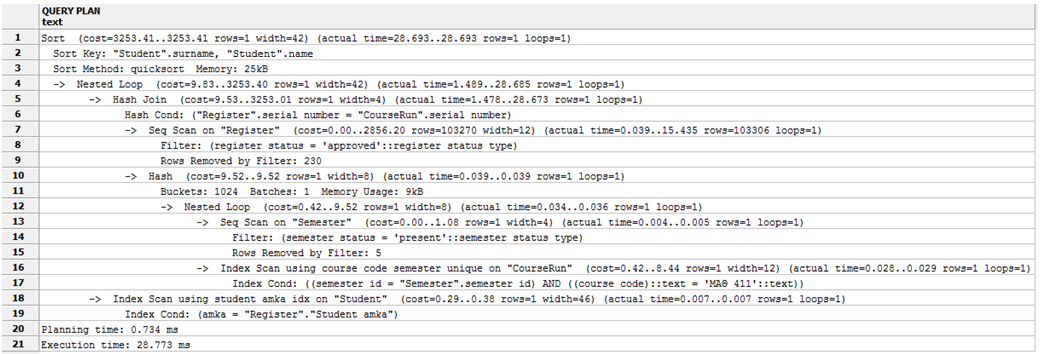 QUERY PLAN
text
1 Sort (cost=3253.41..3253.41 rows=1 width=42) (actual time=28.693..28.693 rows=1 loops=1)
2 Sort Key: "Student".surname, "Student".name
3 Sort Method: quicksort Memory: 25kB
4 -> Nested Loop (cost=9.83..3253.40 rows=1 width=42) (actual time=1.489..28.685 rows=1 loops=1)
5 -> Hash Join (cost=9.53..3253.01 rows=1 width=4) (actual time=1.478..28.673 rows=1 loops=1)
6 Hash Cond: ("Register".serial number = "CourseRun".serial number)
7 -> Seq Scan on "Register" (cost=0.00..2856.20 rows=103270 width=12) (actual time=0.039..15.435 rows=103306 loops=1)
8 Filter: (register status = 'approved'::register status type)
9 Rows Removed by Filter: 230
10 -> Hash (cost=9.52..9.52 rows=1 width=8) (actual time=0.039..0.039 rows=1 loops=1)
11 Buckets: 1024 Batches: 1 Memory Usage: 9kB
12 -> Nested Loop (cost=0.42..9.52 rows=1 width=8) (actual time=0.034..0.036 rows=1 loops=1)
13 -> Seq Scan on "Semester" (cost=0.00..1.08 rows=1 width=4) (actual time=0.004..0.005 rows=1 loops=1)
14 Filter: (semester status = 'present'::semester status type)
15 Rows Removed by Filter: 5
16 -> Index Scan using course code semester unique on "CourseRun" (cost=0.42..8.44 rows=1 width=12) (actual time=0.028..0.029 rows=1 loops=1)
17 Index Cond: ((semester id = "Semester".semester id) AND ((course code)::text = 'ΜΑΘ 411'::text))
18 -> Index Scan using student amka idx on "Student" (cost=0.29..0.38 rows=1 width=46) (actual time=0.007..0.007 rows=1 loops=1)
19 Index Cond: (amka = "Register"."Student amka")
20 Planning time: 0.734 ms
21 Execution time: 28.773 ms